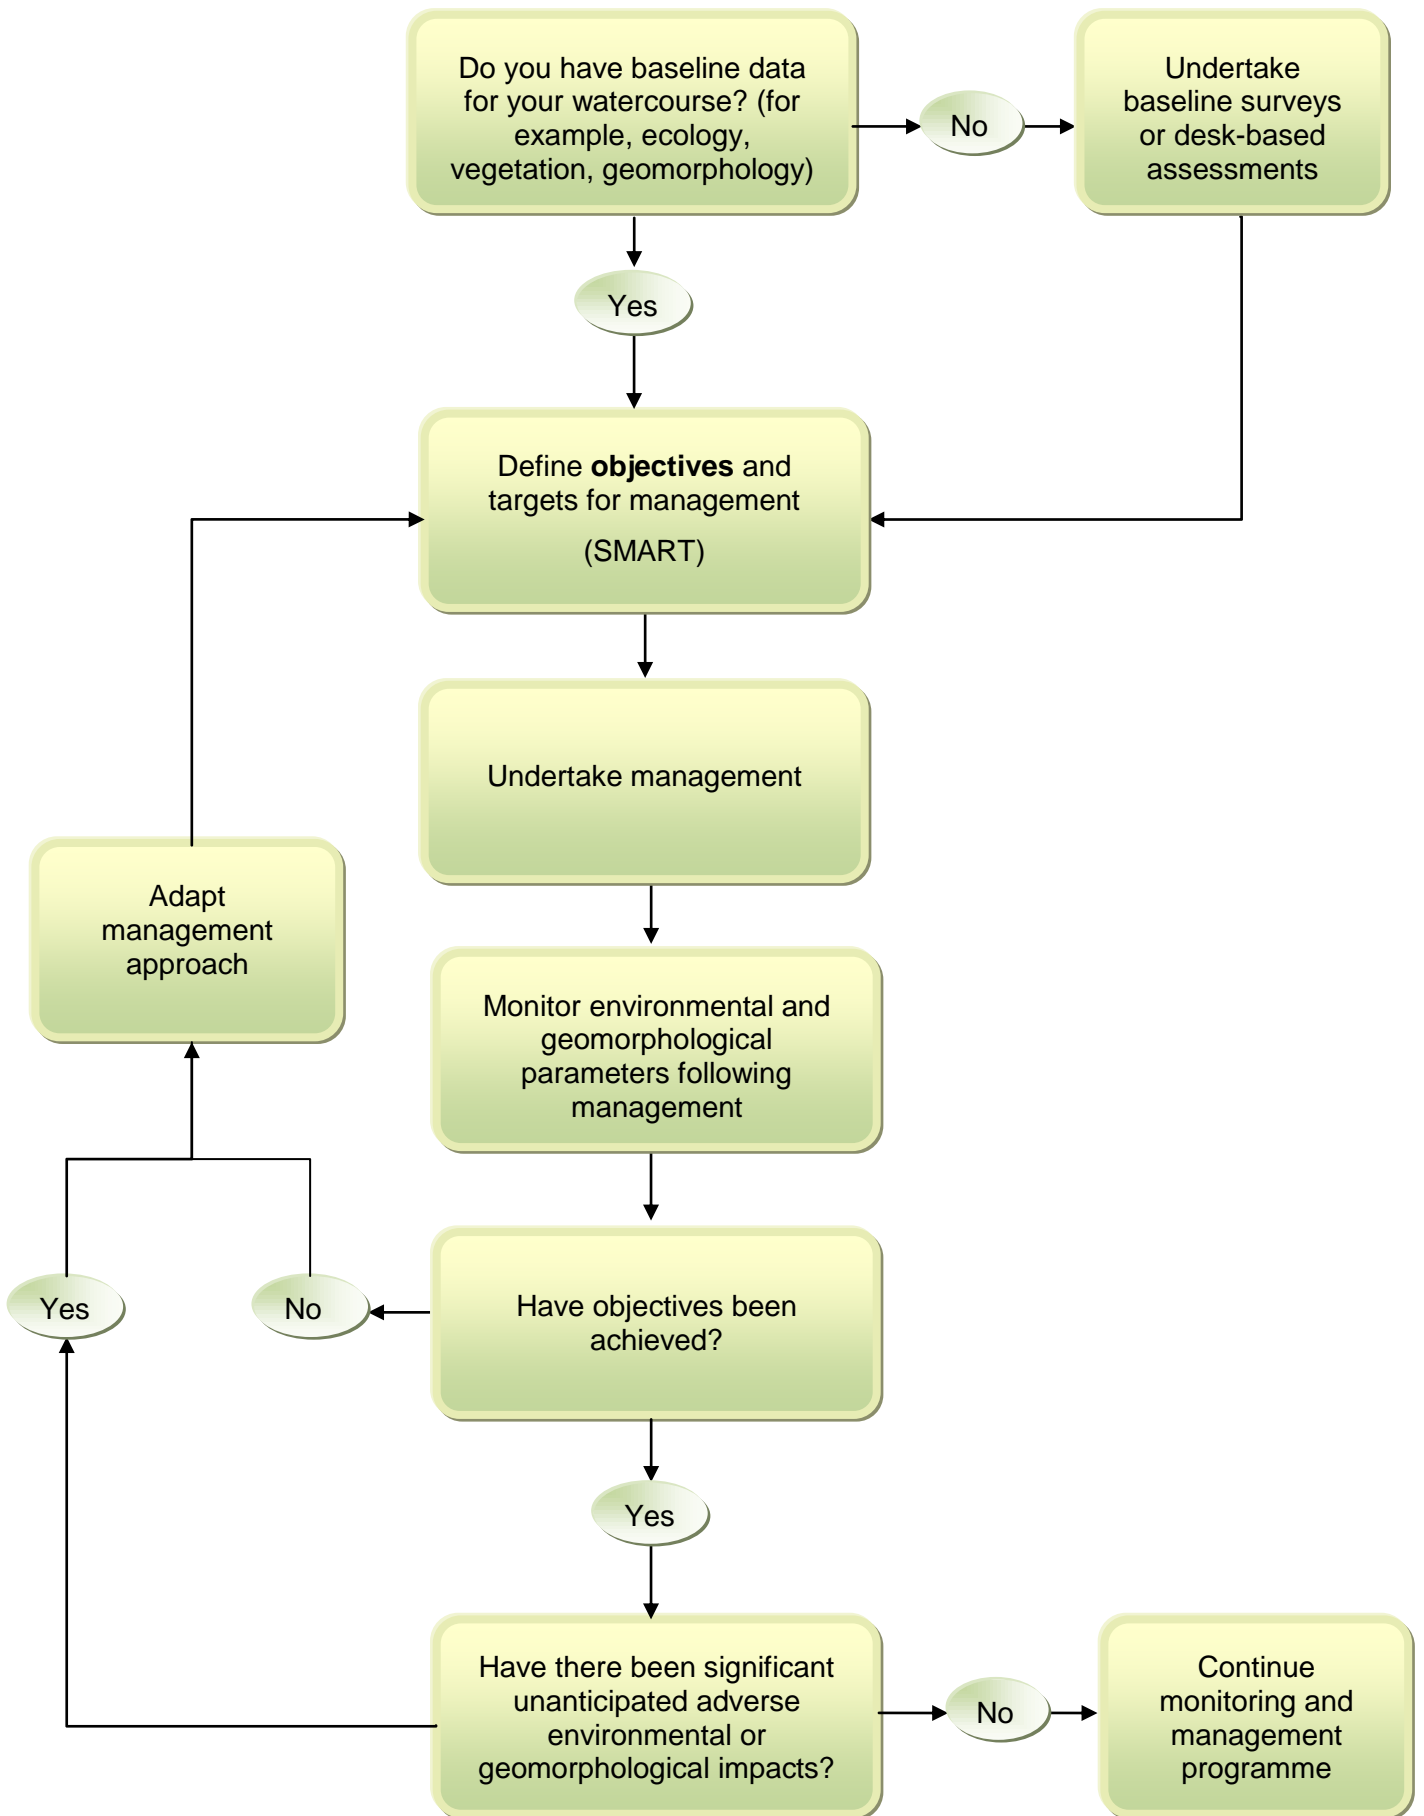 Do you have baseline data
for your watercourse? (for
example, ecology,
vegetation, geomorphology)
No
Undertake
baseline surveys
or desk-based
assessments
Yes
Define objectives and
targets for management
(SMART)
Undertake management
Adapt
management
approach
Monitor environmental and
geomorphological
parameters following
management
Yes
No
Have objectives been
achieved?
Yes
Have there been significant
unanticipated adverse
environmental or
geomorphological impacts?
No
Continue
monitoring and
management
programme